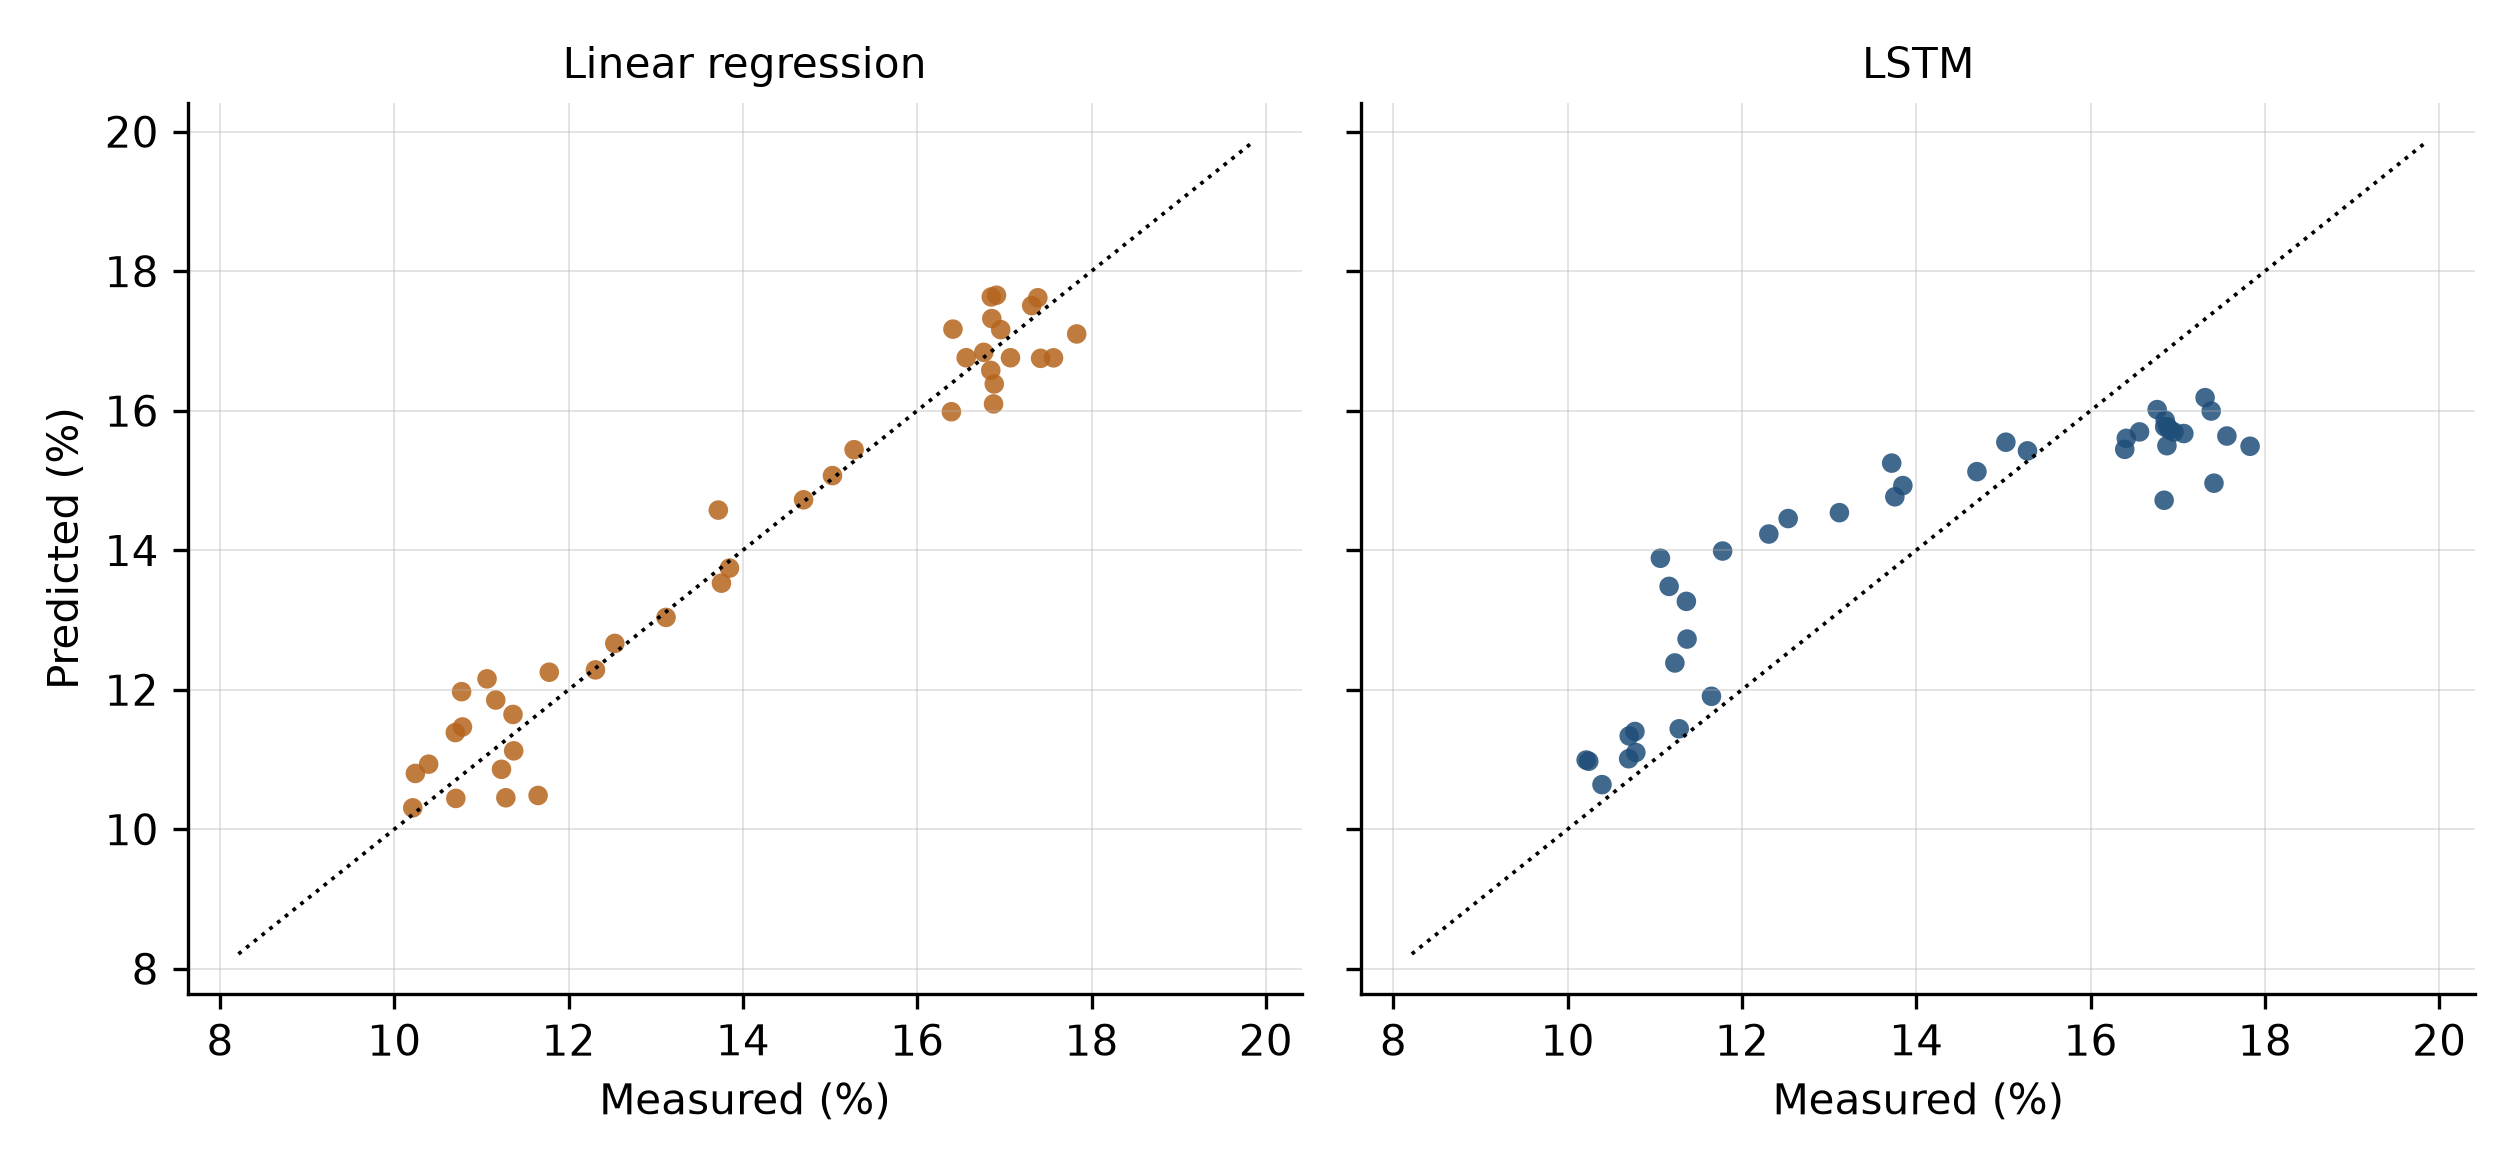 Linear regression
LSTM
Predicted (%)
20
18
16
14
12
10
8
8 10 12 14 16 18 20
8 10 12 14 16 18 20
Measured (%)
Measured (%)